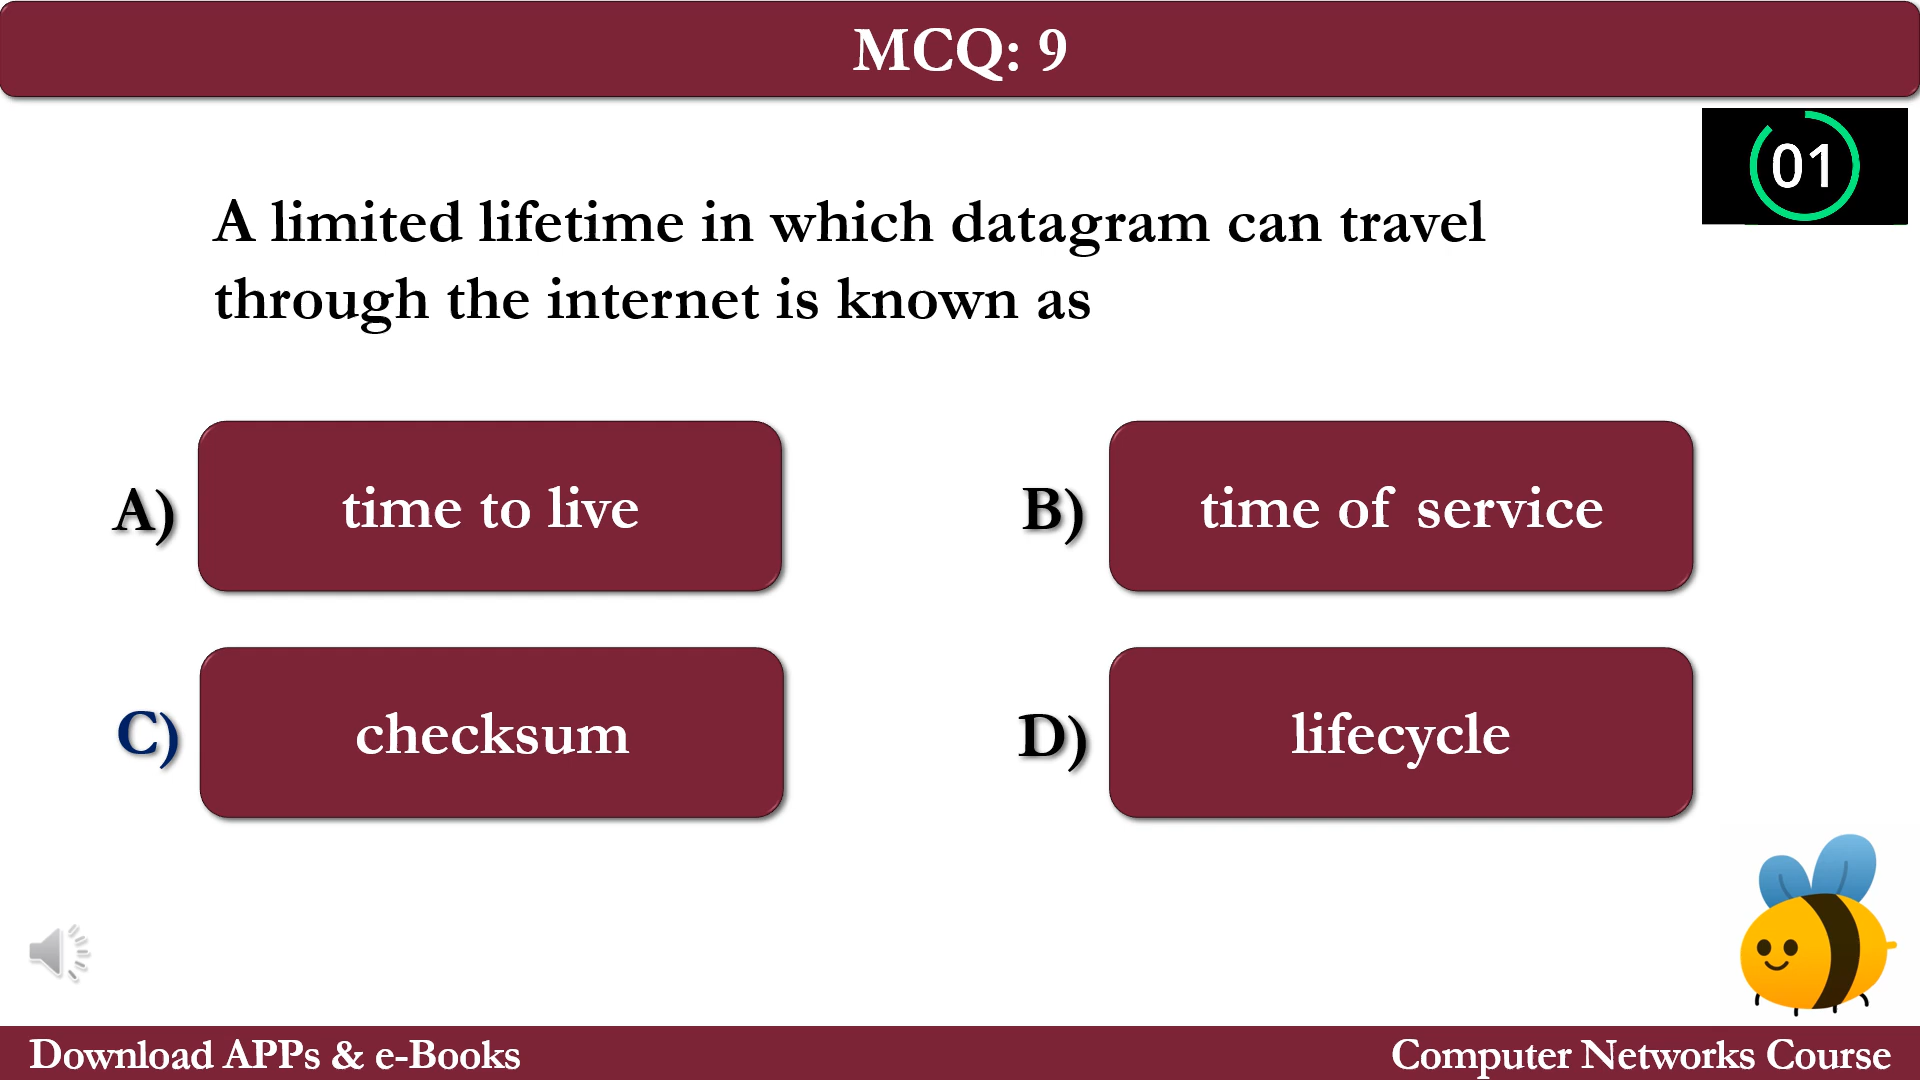 MCQ: 9
01
A limited lifetime in which datagram can travel
through the internet is known as
A) time to live
B) time of service
C) checksum
D) lifecycle
Download APPs & e-Books
Computer Networks Course